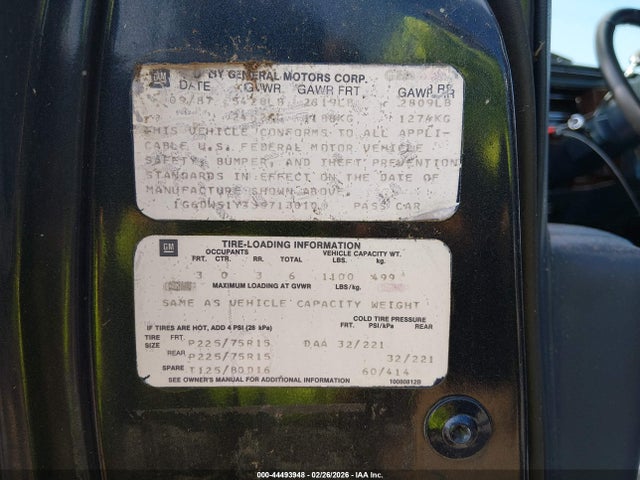 GM BY GENERAL MOTORS CORP.
DATE GVWR GAWR FRT GAWR RR
09/87 LB 2619LB 2809LB
KG 1188KG 1274KG
THIS VEHICLE CONFORMS TO ALL APPLI-
CABLE U.S. FEDERAL MOTOR VEHICLE
SAFETY, BUMPER, AND THEFT PREVENTION
STANDARDS IN EFFECT ON THE DATE OF
MANUFACTURE SHOWN ABOVE
PASS CAR
GM TIRE-LOADING INFORMATION
OCCUPANTS VEHICLE CAPACITY WT.
FRT. CTR. RR. TOTAL LBS. kg.
3 0 3 6 1100 499
MAXIMUM LOADING AT GVWR LBS/kg.
SAME AS VEHICLE CAPACITY WEIGHT
IF TIRES ARE HOT, ADD 4 PSI (28 kPa) COLD TIRE PRESSURE
FRT. PSI/kPa REAR
TIRE SIZE FRT. P225/75R15 DAA 32/221
REAR P225/75R15 32/221
SPARE T125/80D16 60/414
SEE OWNER'S MANUAL FOR ADDITIONAL INFORMATION 10080812B
000-44493948 - 02/26/2026 - IAA Inc.